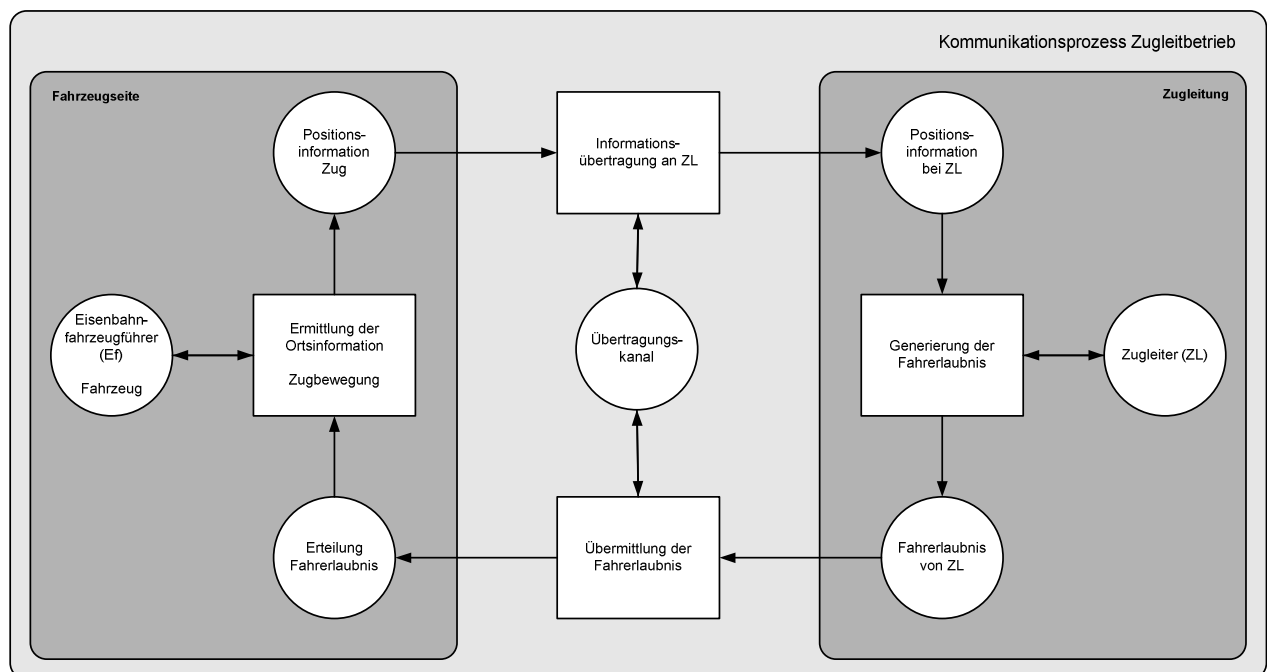 Kommunikationsprozess Zugleitbetrieb
Fahrzeugseite
Zugleitung
Positions-
information
Zug
Informations-
übertragung an ZL
Positions-
information
bei ZL
Eisenbahn-
fahrzeugführer
(Ef)
Fahrzeug
Ermittlung der
Ortsinformation
Zugbewegung
Übertragungs-
kanal
Generierung der
Fahrerlaubnis
Zugleiter (ZL)
Erteilung
Fahrerlaubnis
Übermittlung der
Fahrerlaubnis
Fahrerlaubnis
von ZL